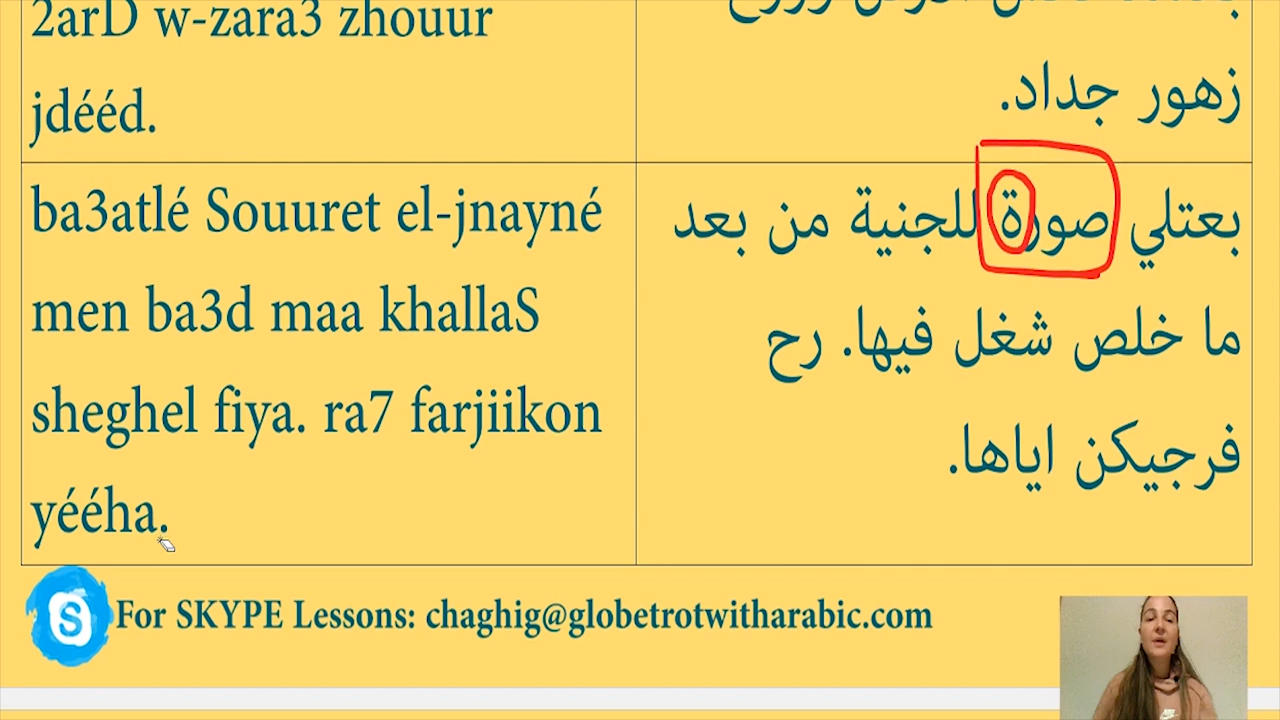 2arD w-zara3 zhouur
jdééd.
زهور جداد.
ba3atlé Souuret el-jnayné
men ba3d maa khallaS
sheghel fiya. ra7 farjiikon
yééha.
بعتلي صورة للجنية من بعد
ما خلص شغل فيها. رح
فرجيكن اياها.
For SKYPE Lessons: chaghig@globetrotwitharabic.com